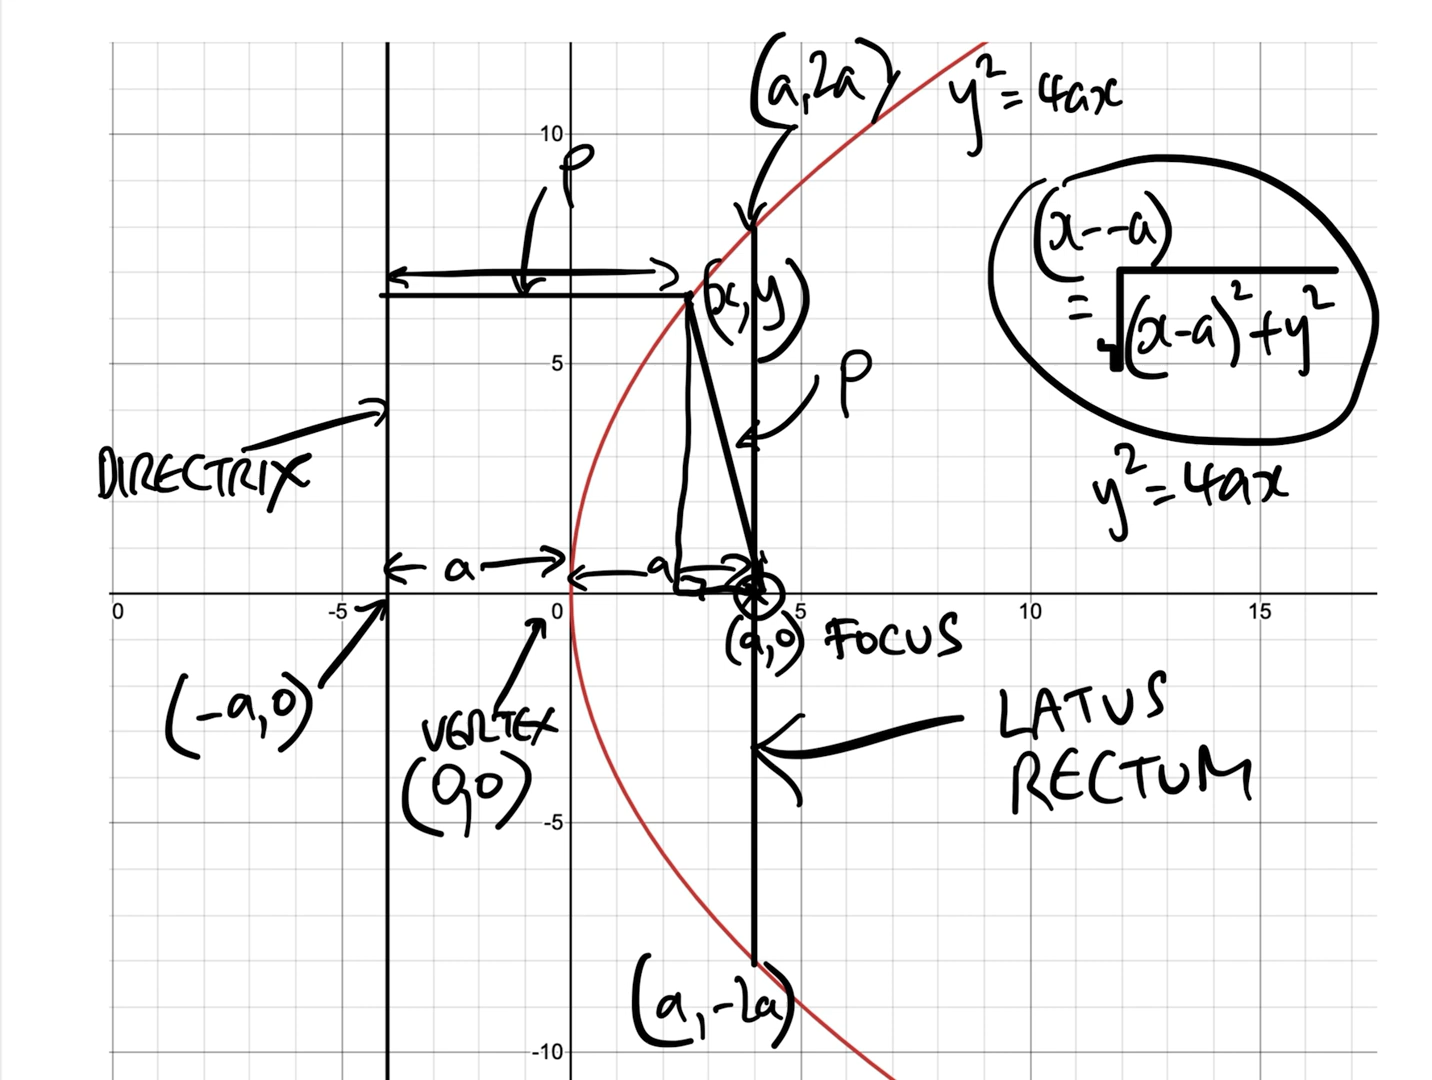 (a,2a)
y²=4ax
10
P
(x--a)
=√(x-a)²+y²
(x,y)
5
P
DIRECTRIX
y²=4ax
a
a
0
-5
0
5
10
15
(a,0) FOCUS
(-a,0)
VERTEX
(0,0)
LATUS
RECTUM
-5
(a,-2a)
-10